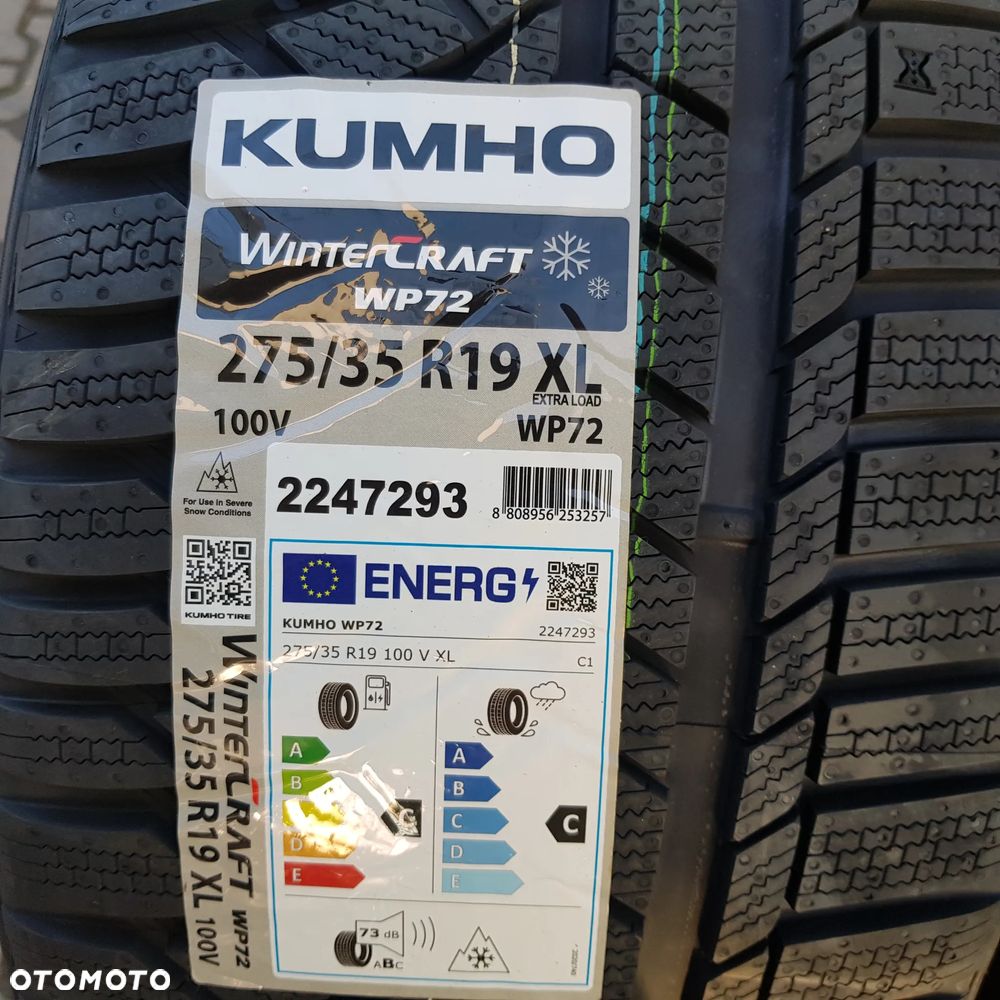 KUMHO
WINTERCRAFT
WP72
275/35 R19 XL
EXTRA LOAD
100V WP72
For Use in Severe
Snow Conditions
2247293
8 808956 253257
KUMHO TIRE
ENERG
KUMHO WP72 2247293
275/35 R19 100 V XL C1
A A
B B
C C C
D D
E E
73 dB
ABC
WINTERCRAFT WP72
275/35 R19 XL 100V
OTOMOTO